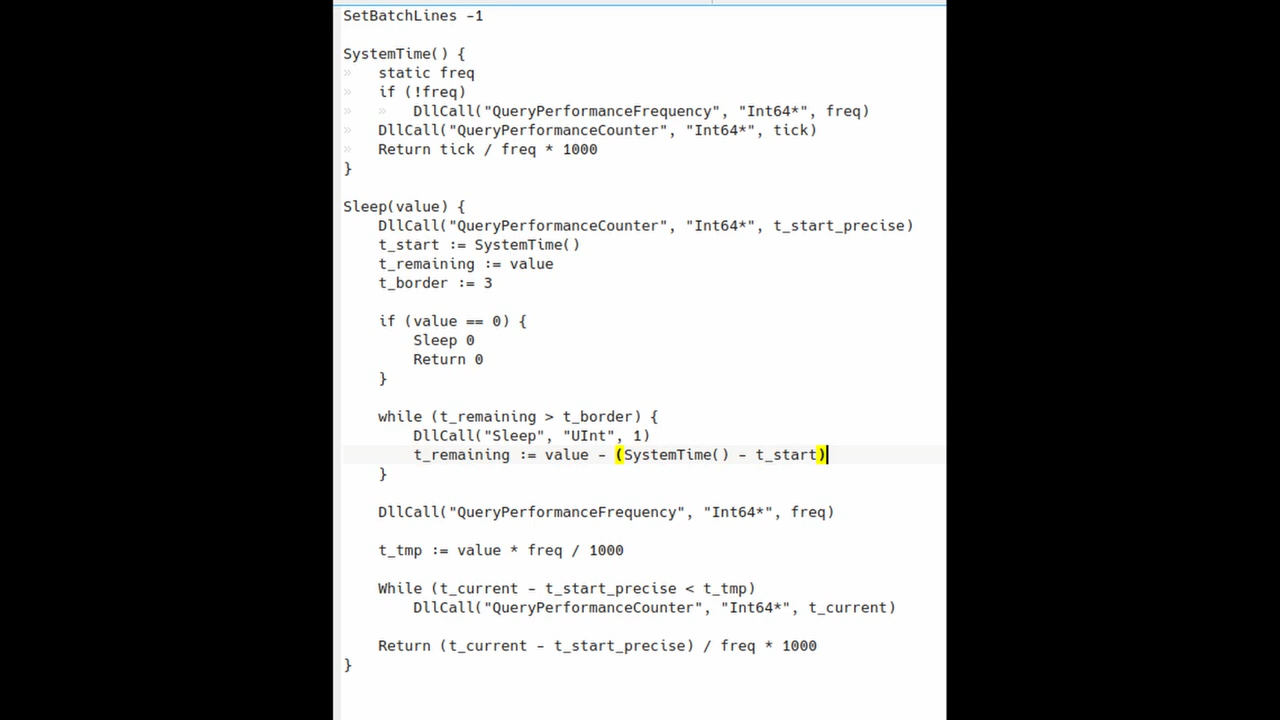 SetBatchLines -1
SystemTime() {
» static freq
» if (!freq)
» » DllCall("QueryPerformanceFrequency", "Int64*", freq)
» DllCall("QueryPerformanceCounter", "Int64*", tick)
» Return tick / freq * 1000
}
Sleep(value) {
DllCall("QueryPerformanceCounter", "Int64*", t_start_precise)
t_start := SystemTime()
t_remaining := value
t_border := 3
if (value == 0) {
Sleep 0
Return 0
}
while (t_remaining > t_border) {
DllCall("Sleep", "UInt", 1)
t_remaining := value - (SystemTime() - t_start)
}
DllCall("QueryPerformanceFrequency", "Int64*", freq)
t_tmp := value * freq / 1000
While (t_current - t_start_precise < t_tmp)
DllCall("QueryPerformanceCounter", "Int64*", t_current)
Return (t_current - t_start_precise) / freq * 1000
}